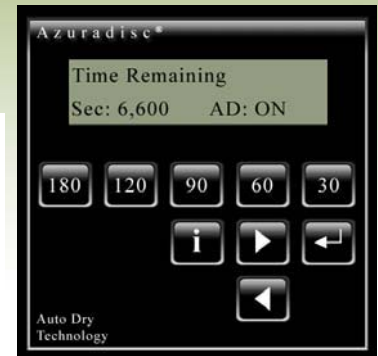 Azuradisc®
Time Remaining
Sec: 6,600 AD: ON
180 120 90 60 30
i
Auto Dry
Technology